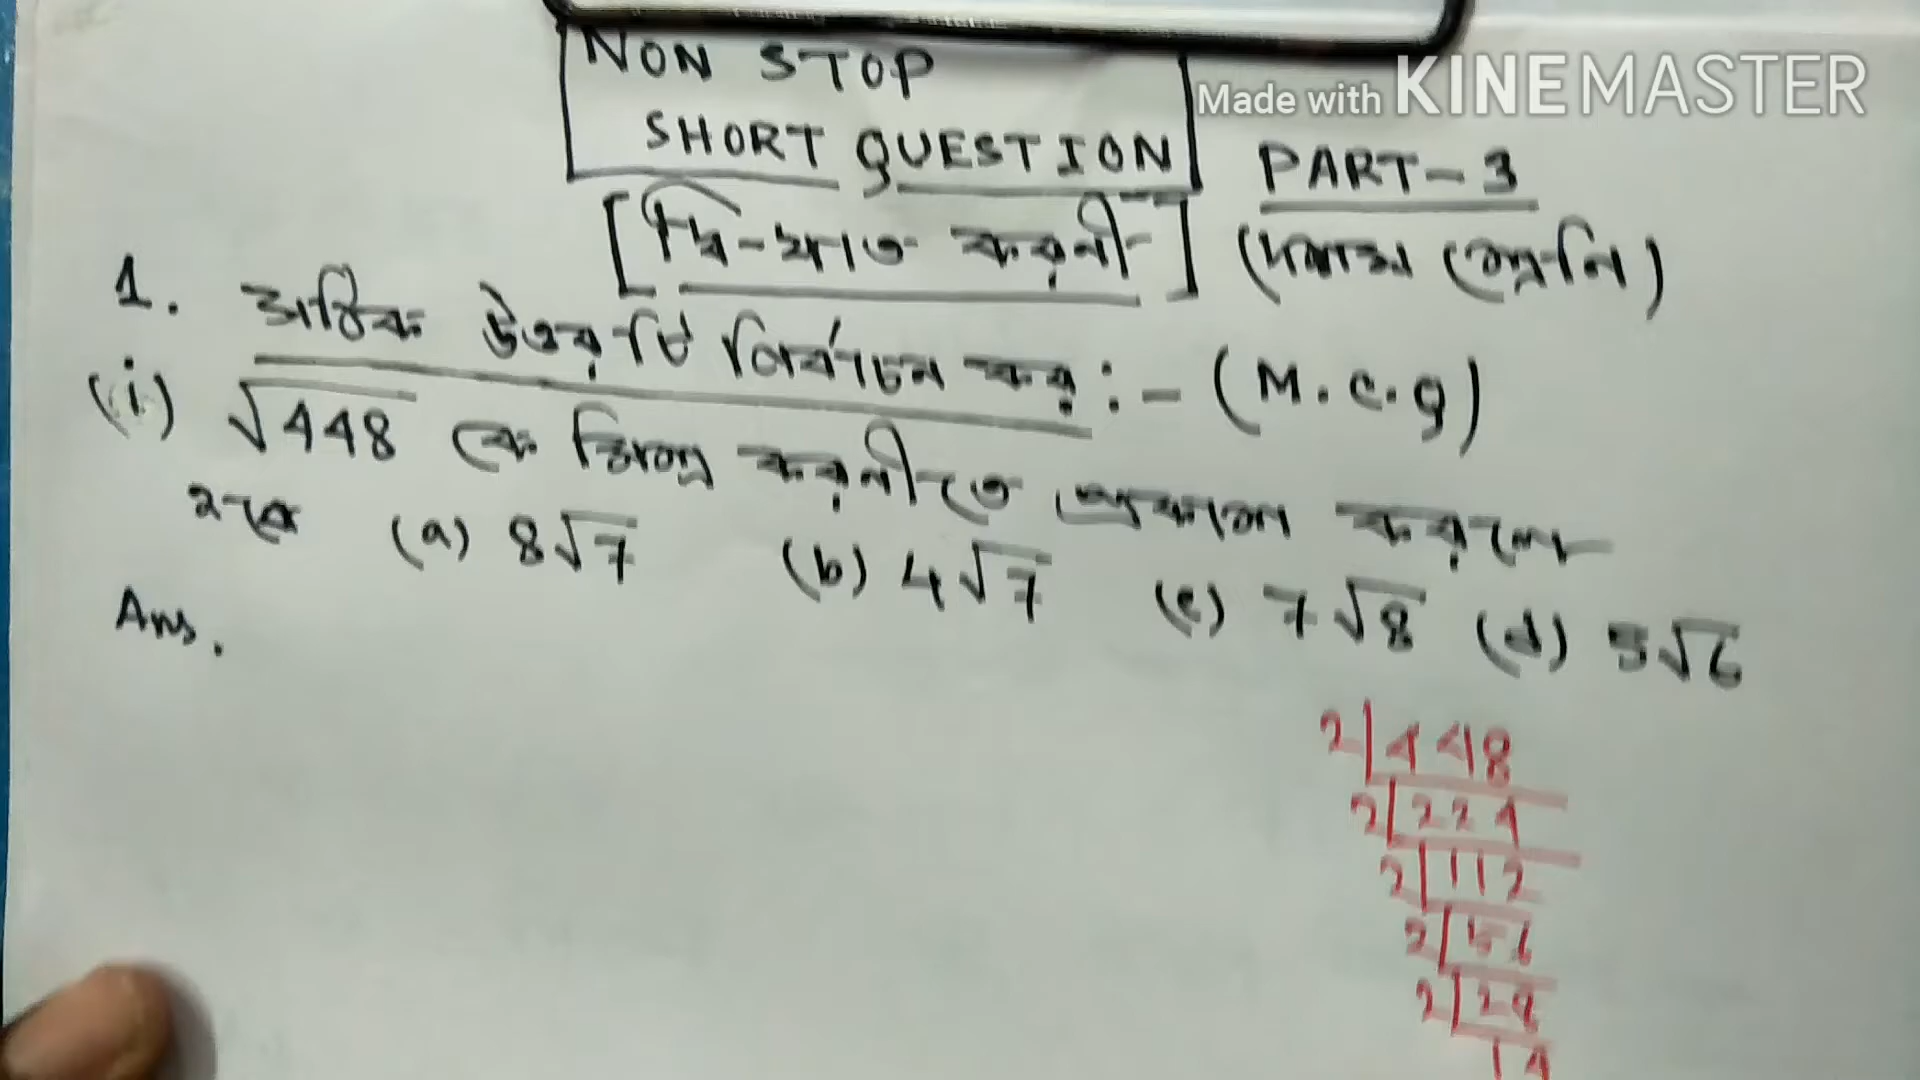 NON STOP
SHORT QUESTION
Made with KINEMASTER
PART-3
[দ্বি-ঘাত করণী] (দশম শ্রেণি)
1. সঠিক উত্তরটি নির্বাচন কর :- (M.C.Q)
(i) √448 কে মিশ্র করণীতে প্রকাশ করলে
হবে (a) 8√7 (b) 4√7 (c) 7√8 (d) 5√6
Ans.
2|448
2|224
2|112
2|56
2|28
14